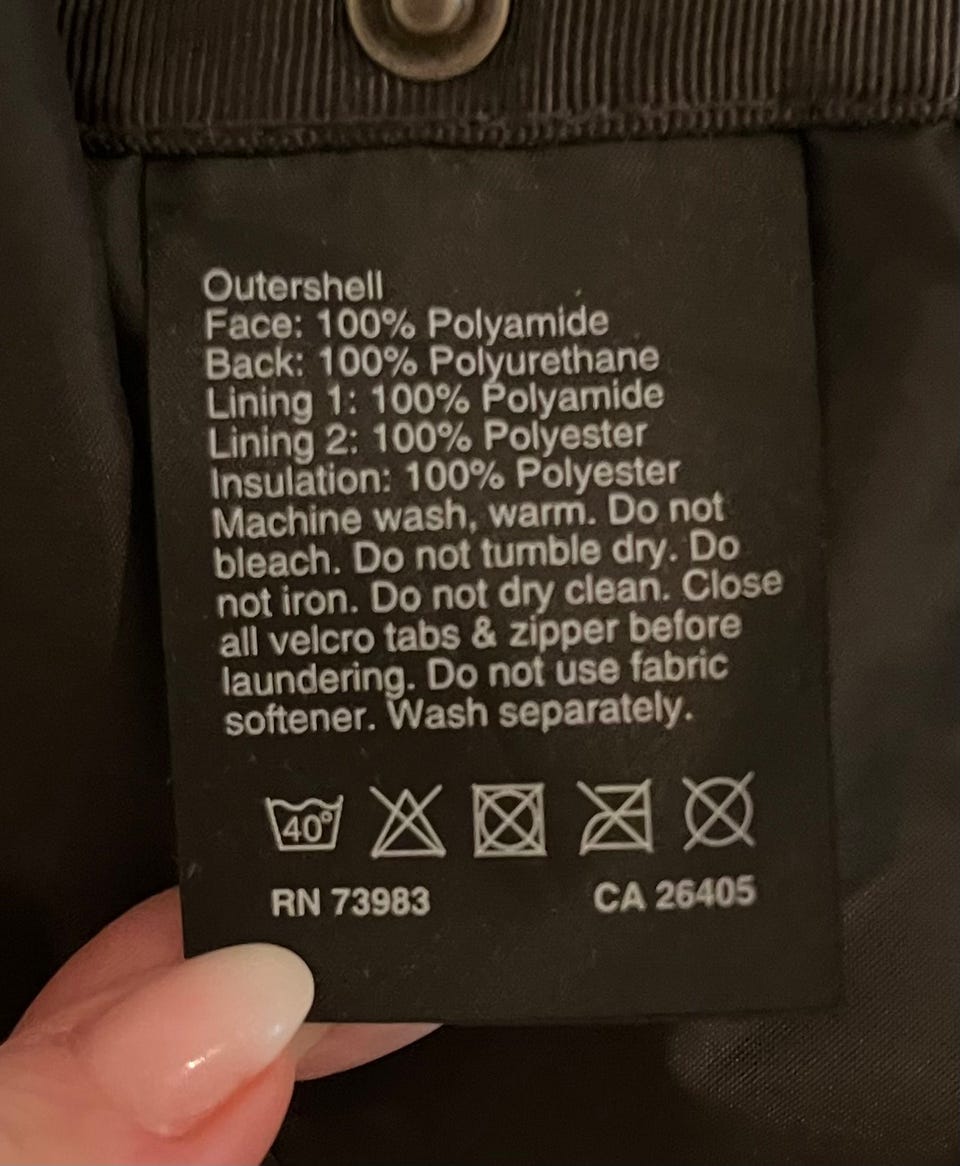 Outershell
Face: 100% Polyamide
Back: 100% Polyurethane
Lining 1: 100% Polyamide
Lining 2: 100% Polyester
Insulation: 100% Polyester
Machine wash, warm. Do not
bleach. Do not tumble dry. Do
not iron. Do not dry clean. Close
all velcro tabs & zipper before
laundering. Do not use fabric
softener. Wash separately.
40°
RN 73983 CA 26405